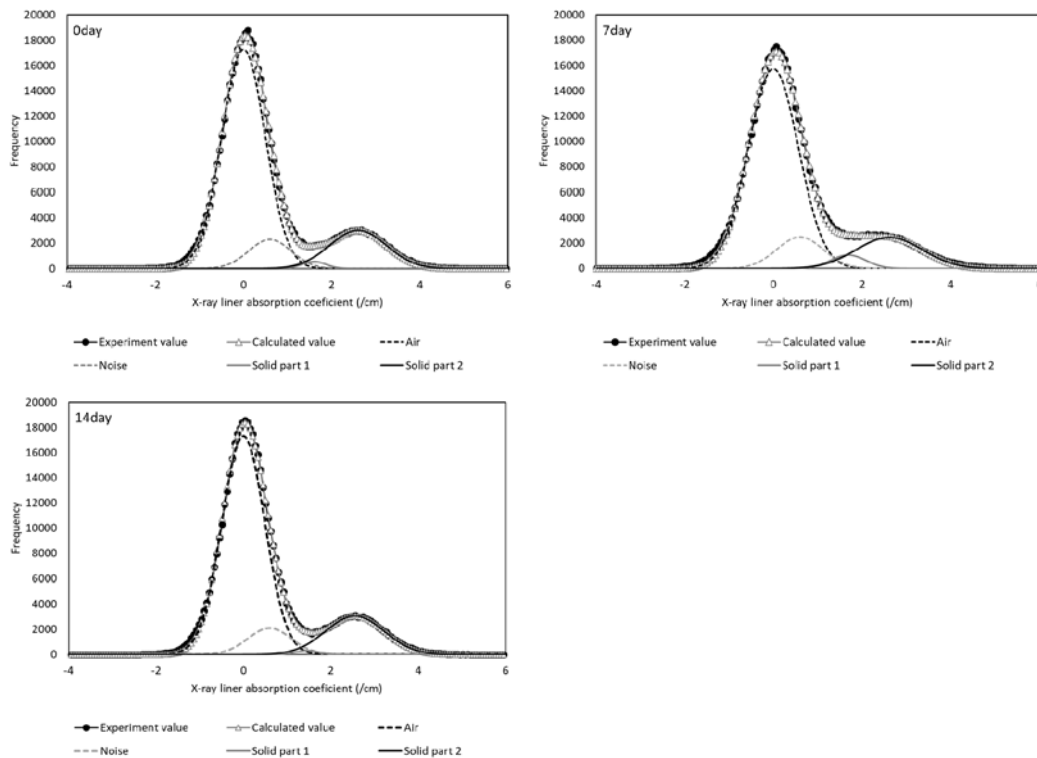 0day
20000
18000
16000
14000
12000
10000
8000
6000
4000
2000
0
Frequency
-4 -2 0 2 4 6
X-ray liner absorption coeficient (/cm)
Experiment value Calculated value Air
Noise Solid part 1 Solid part 2
7day
20000
18000
16000
14000
12000
10000
8000
6000
4000
2000
0
Frequency
-4 -2 0 2 4 6
X-ray liner absorption coeficient (/cm)
Experiment value Calculated value Air
Noise Solid part 1 Solid part 2
14day
20000
18000
16000
14000
12000
10000
8000
6000
4000
2000
0
Frequency
-4 -2 0 2 4 6
X-ray liner absorption coeficient (/cm)
Experiment value Calculated value Air
Noise Solid part 1 Solid part 2